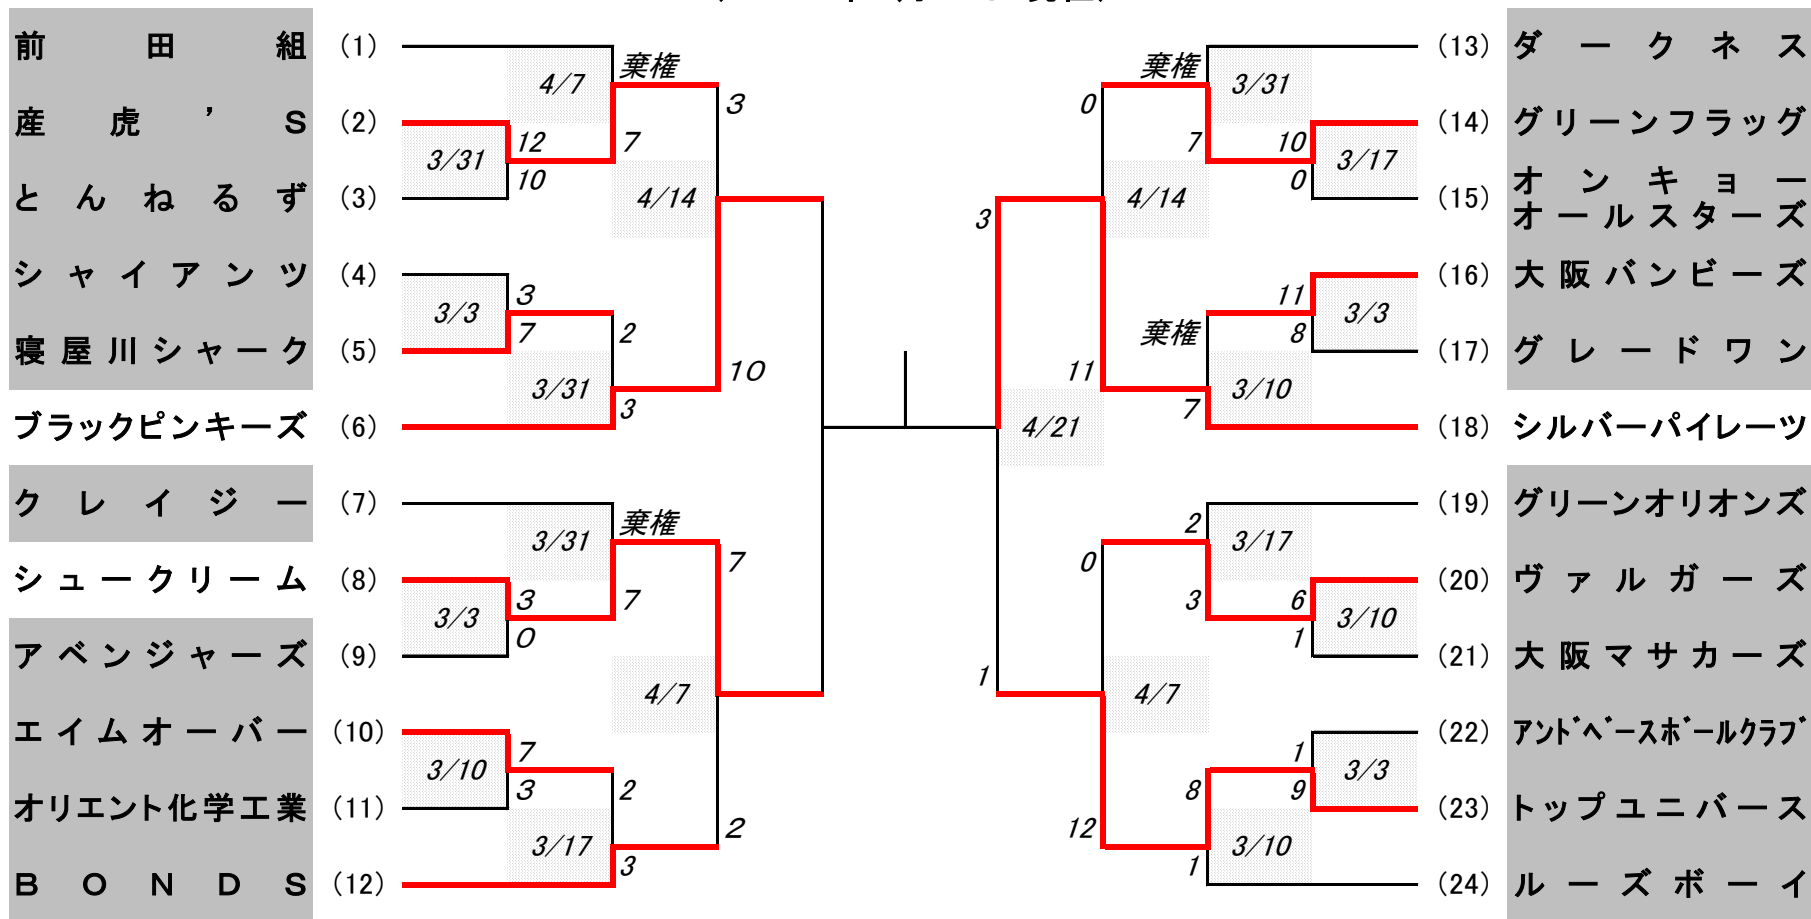 前田組 (1)
産虎’S (2)
とんねるず (3)
シャイアンツ (4)
寝屋川シャーク (5)
ブラックピンキーズ (6)
クレイジー (7)
シュークリーム (8)
アベンジャーズ (9)
エイムオーバー (10)
オリエント化学工業 (11)
BONDS (12)
4/7
棄権
7
3/31
12
10
3
4/14
3/3
3
7
2
3/31
3
10
3/31
棄権
7
3/3
3
0
7
4/7
3/10
7
3
2
3/17
3
2
(13) ダークネス
(14) グリーンフラッグ
(15) オンキョー
オールスターズ
(16) 大阪バンビーズ
(17) グレードワン
(18) シルバーパイレーツ
(19) グリーンオリオンズ
(20) ヴァルガーズ
(21) 大阪マサカーズ
(22) アンドベースボールクラブ
(23) トップユニバース
(24) ルーズボーイ
棄権
3/31
0
7
10
3/17
0
4/14
3
11
3/3
8
棄権
11
3/10
7
4/21
2
3/17
0
3
6
3/10
1
1
4/7
1
3/3
8
9
12
3/10
1